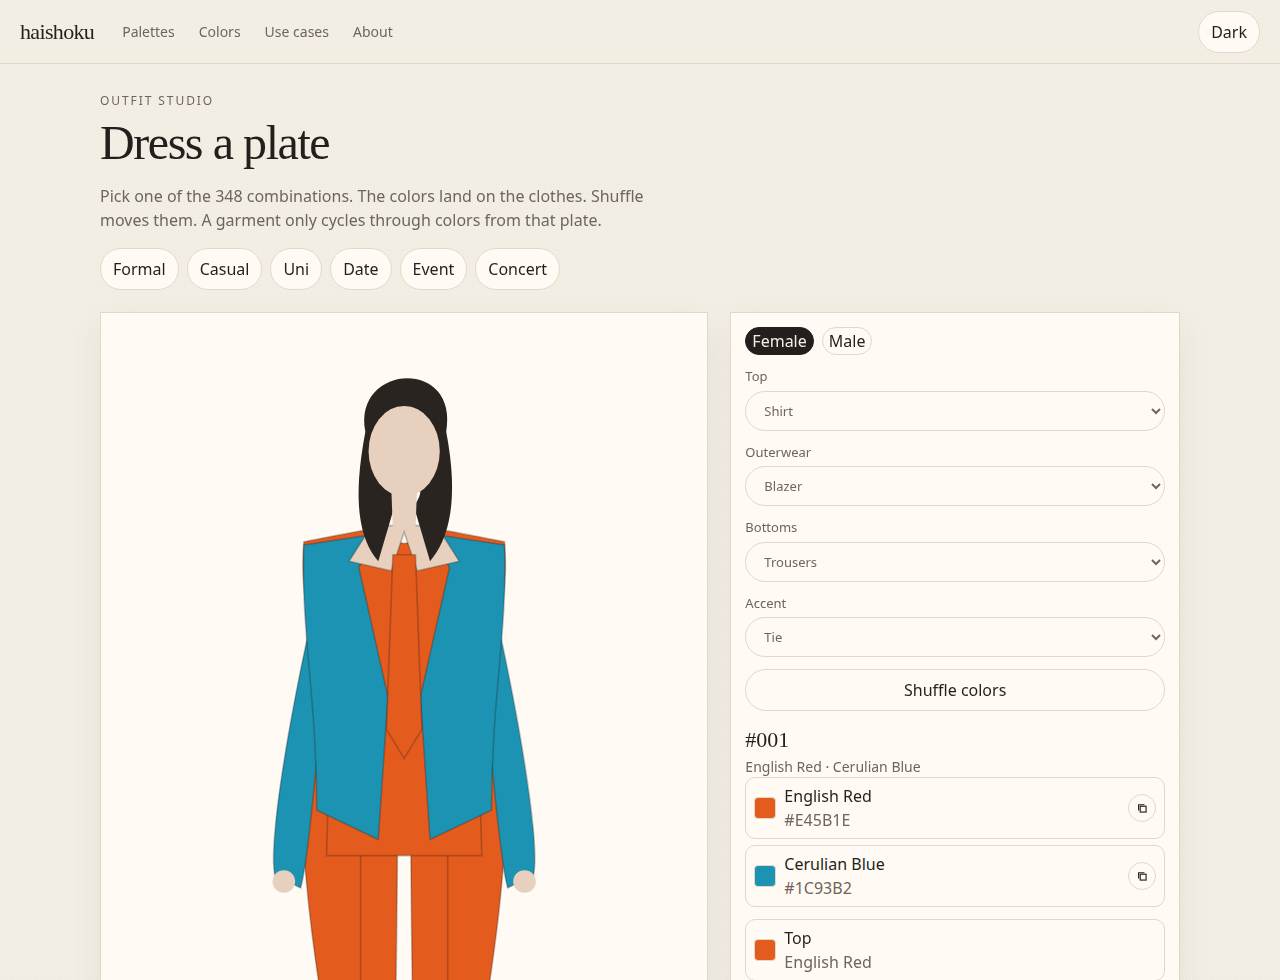 haishoku
Palettes
Colors
Use cases
About
Dark
OUTFIT STUDIO
Dress a plate
Pick one of the 348 combinations. The colors land on the clothes. Shuffle
moves them. A garment only cycles through colors from that plate.
Formal
Casual
Uni
Date
Event
Concert
Female
Male
Top
Shirt
Outerwear
Blazer
Bottoms
Trousers
Accent
Tie
Shuffle colors
#001
English Red · Cerulian Blue
English Red
#E45B1E
Cerulian Blue
#1C93B2
Top
English Red